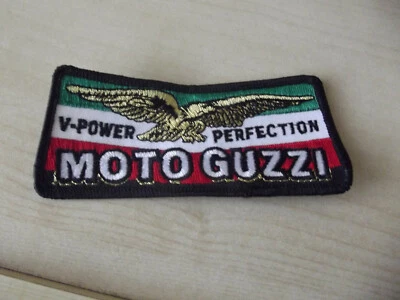 V-POWER PERFECTION
MOTO GUZZI